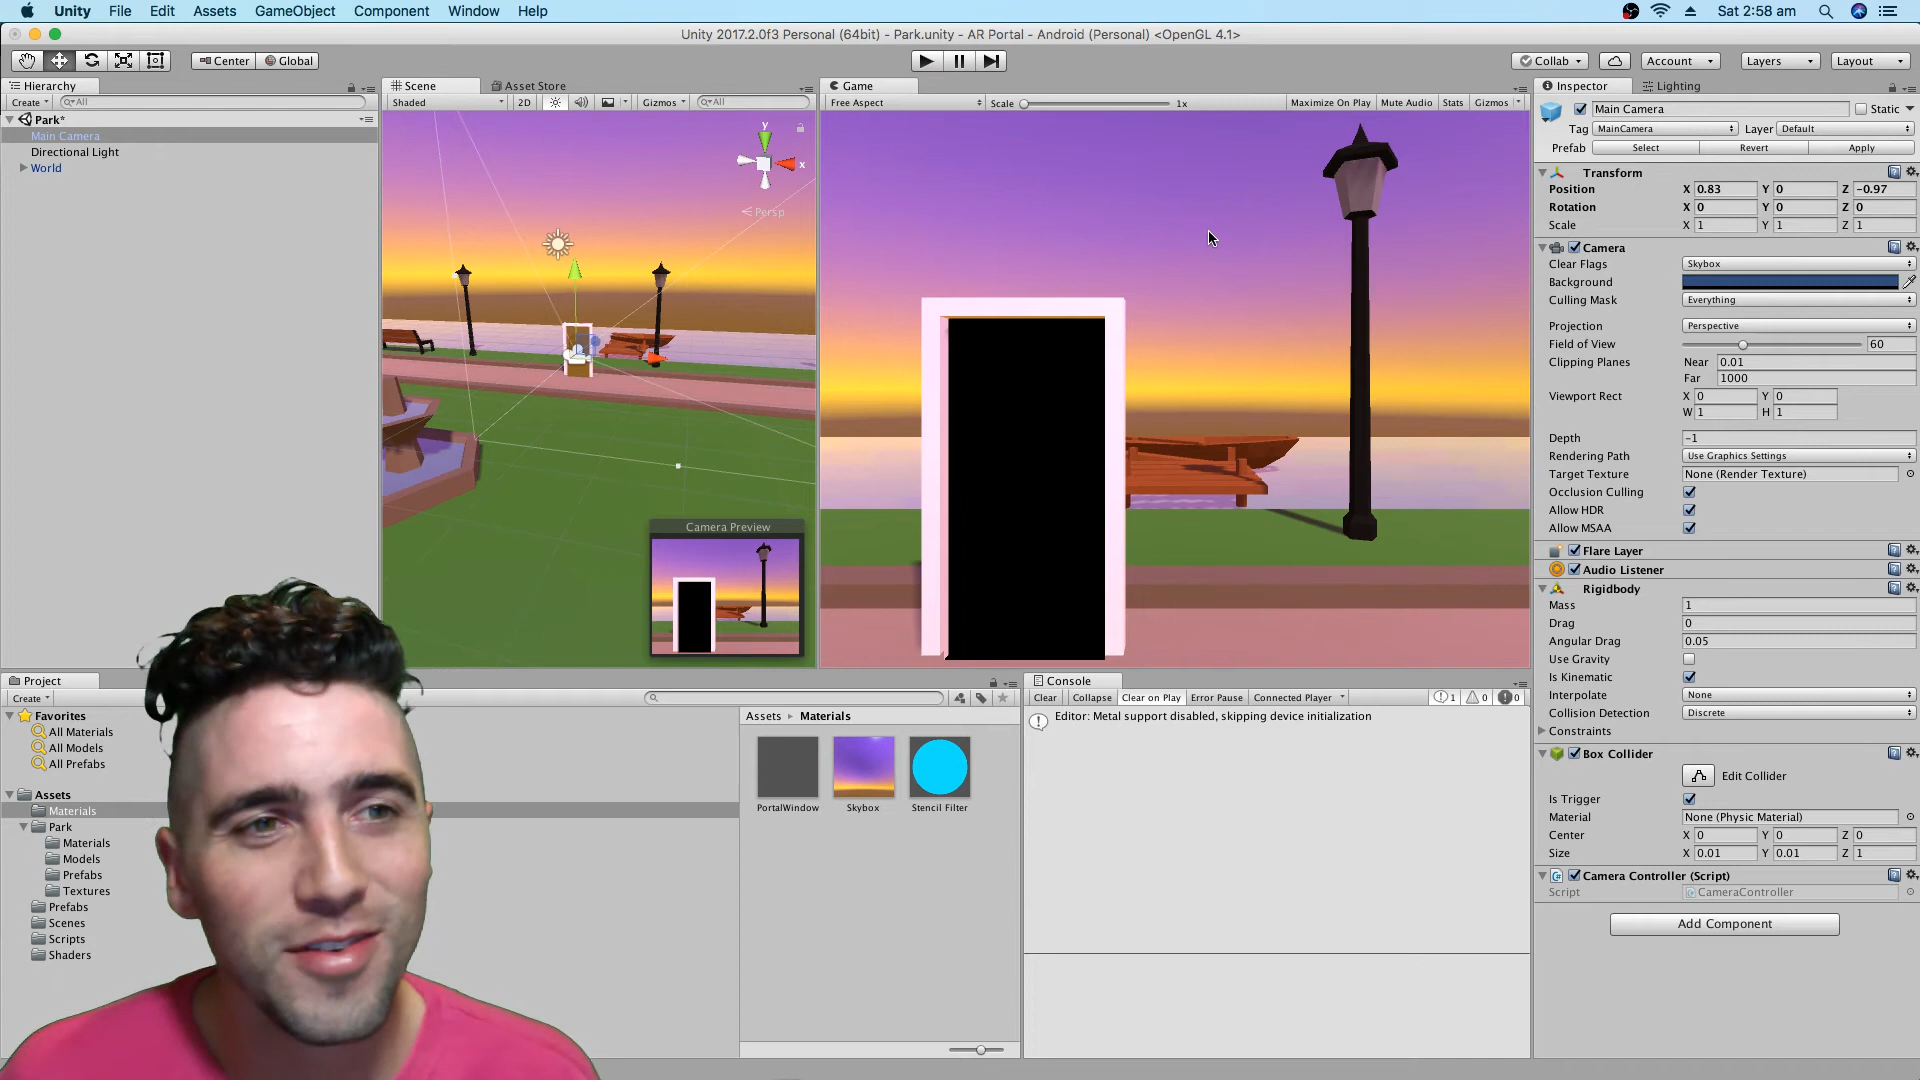 Unity File Edit Assets GameObject Component Window Help
Sat 2:58 am
Unity 2017.2.0f3 Personal (64bit) - Park.unity - AR Portal - Android (Personal) <OpenGL 4.1>
Center Global
Collab Account Layers Layout
Hierarchy
Create All
Park*
Main Camera
Directional Light
World
Scene Asset Store
Shaded 2D Gizmos All
y
x
Persp
Camera Preview
Game
Free Aspect Scale 1x Maximize On Play Mute Audio Stats Gizmos
Project
Create
Favorites
All Materials
All Models
All Prefabs
Assets
Materials
Park
Materials
Models
Prefabs
Textures
Prefabs
Scenes
Scripts
Shaders
Assets Materials
PortalWindow Skybox Stencil Filter
Console
Clear Collapse Clear on Play Error Pause Connected Player 1 0 0
Editor: Metal support disabled, skipping device initialization
Inspector Lighting
Main Camera Static
Tag MainCamera Layer Default
Prefab Select Revert Apply
Transform
Position X 0.83 Y 0 Z -0.97
Rotation X 0 Y 0 Z 0
Scale X 1 Y 1 Z 1
Camera
Clear Flags Skybox
Background
Culling Mask Everything
Projection Perspective
Field of View 60
Clipping Planes Near 0.01
Far 1000
Viewport Rect X 0 Y 0
W 1 H 1
Depth -1
Rendering Path Use Graphics Settings
Target Texture None (Render Texture)
Occlusion Culling
Allow HDR
Allow MSAA
Flare Layer
Audio Listener
Rigidbody
Mass 1
Drag 0
Angular Drag 0.05
Use Gravity
Is Kinematic
Interpolate None
Collision Detection Discrete
Constraints
Box Collider
Edit Collider
Is Trigger
Material None (Physic Material)
Center X 0 Y 0 Z 0
Size X 0.01 Y 0.01 Z 1
Camera Controller (Script)
Script CameraController
Add Component